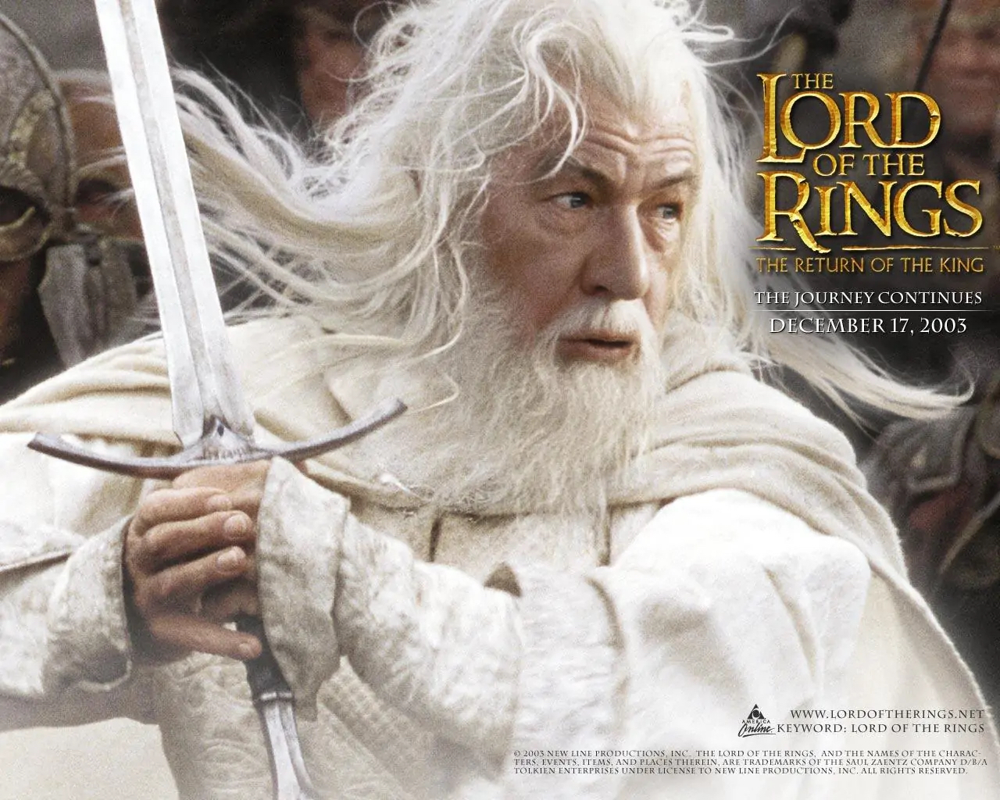 THE
LORD
OF THE
RINGS
THE RETURN OF THE KING
THE JOURNEY CONTINUES
DECEMBER 17, 2003
AMERICA
Online
WWW.LORDOFTHERINGS.NET
KEYWORD: LORD OF THE RINGS
© 2003 NEW LINE PRODUCTIONS, INC. THE LORD OF THE RINGS, AND THE NAMES OF THE CHARAC-
TERS, EVENTS, ITEMS, AND PLACES THEREIN, ARE TRADEMARKS OF THE SAUL ZAENTZ COMPANY D/B/A
TOLKIEN ENTERPRISES UNDER LICENSE TO NEW LINE PRODUCTIONS, INC. ALL RIGHTS RESERVED.